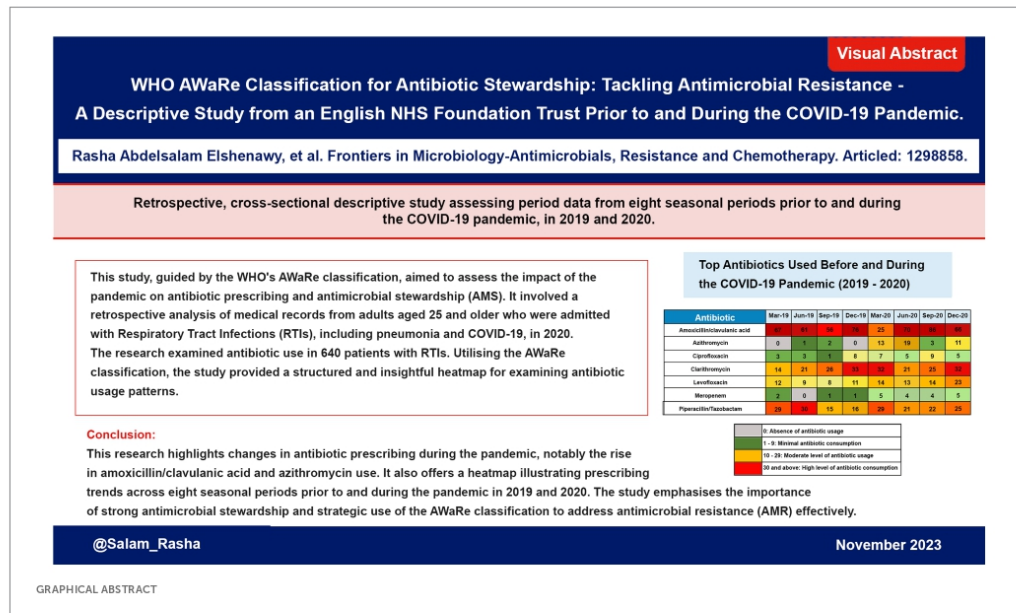 Visual Abstract
WHO AWaRe Classification for Antibiotic Stewardship: Tackling Antimicrobial Resistance -
A Descriptive Study from an English NHS Foundation Trust Prior to and During the COVID-19 Pandemic.
Rasha Abdelsalam Elshenawy, et al. Frontiers in Microbiology-Antimicrobials, Resistance and Chemotherapy. Articled: 1298858.
Retrospective, cross-sectional descriptive study assessing period data from eight seasonal periods prior to and during
the COVID-19 pandemic, in 2019 and 2020.
This study, guided by the WHO's AWaRe classification, aimed to assess the impact of the
pandemic on antibiotic prescribing and antimicrobial stewardship (AMS). It involved a
retrospective analysis of medical records from adults aged 25 and older who were admitted
with Respiratory Tract Infections (RTIs), including pneumonia and COVID-19, in 2020.
The research examined antibiotic use in 640 patients with RTIs. Utilising the AWaRe
classification, the study provided a structured and insightful heatmap for examining antibiotic
usage patterns.
Top Antibiotics Used Before and During
the COVID-19 Pandemic (2019 - 2020)
Antibiotic Mar-19 Jun-19 Sep-19 Dec-19 Mar-20 Jun-20 Sep-20 Dec-20
Amoxicillin/clavulanic acid 25
Azithromycin 0 1 2 0 13 19 3 11
Ciprofloxacin 3 3 1 8 7 5 9 5
Clarithromycin 14 21 26 33 21 25
Levofloxacin 12 9 8 11 14 13 14 23
Meropenem 2 0 1 1 5 4 4 5
Piperacillin/Tazobactam 29 15 16 29 21 22 25
0: Absence of antibiotic usage
1 - 9: Minimal antibiotic consumption
10 - 29: Moderate level of antibiotic usage
30 and above: High level of antibiotic consumption
Conclusion:
This research highlights changes in antibiotic prescribing during the pandemic, notably the rise
in amoxicillin/clavulanic acid and azithromycin use. It also offers a heatmap illustrating prescribing
trends across eight seasonal periods prior to and during the pandemic in 2019 and 2020. The study emphasises the importance
of strong antimicrobial stewardship and strategic use of the AWaRe classification to address antimicrobial resistance (AMR) effectively.
@Salam_Rasha
November 2023
GRAPHICAL ABSTRACT